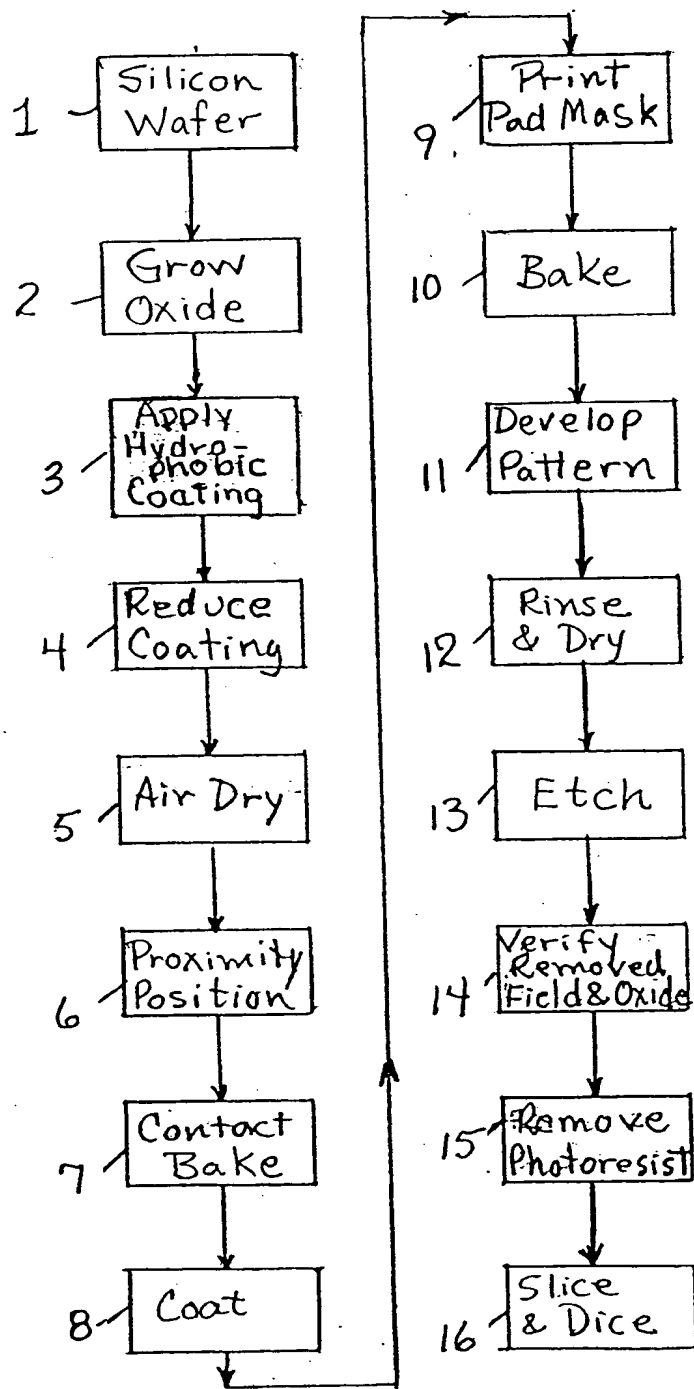 1
Silicon
Wafer
2
Grow
Oxide
3
Apply
Hydro-
phobic
Coating
4
Reduce
Coating
5
Air Dry
6
Proximity
Position
7
Contact
Bake
8
Coat
9.
Print
Pad Mask
10
Bake
11
Develop
Pattern
12
Rinse
& Dry
13
Etch
14
Verify
Removed
Field & Oxide
15
Remove
Photoresist
16
Slice
& Dice